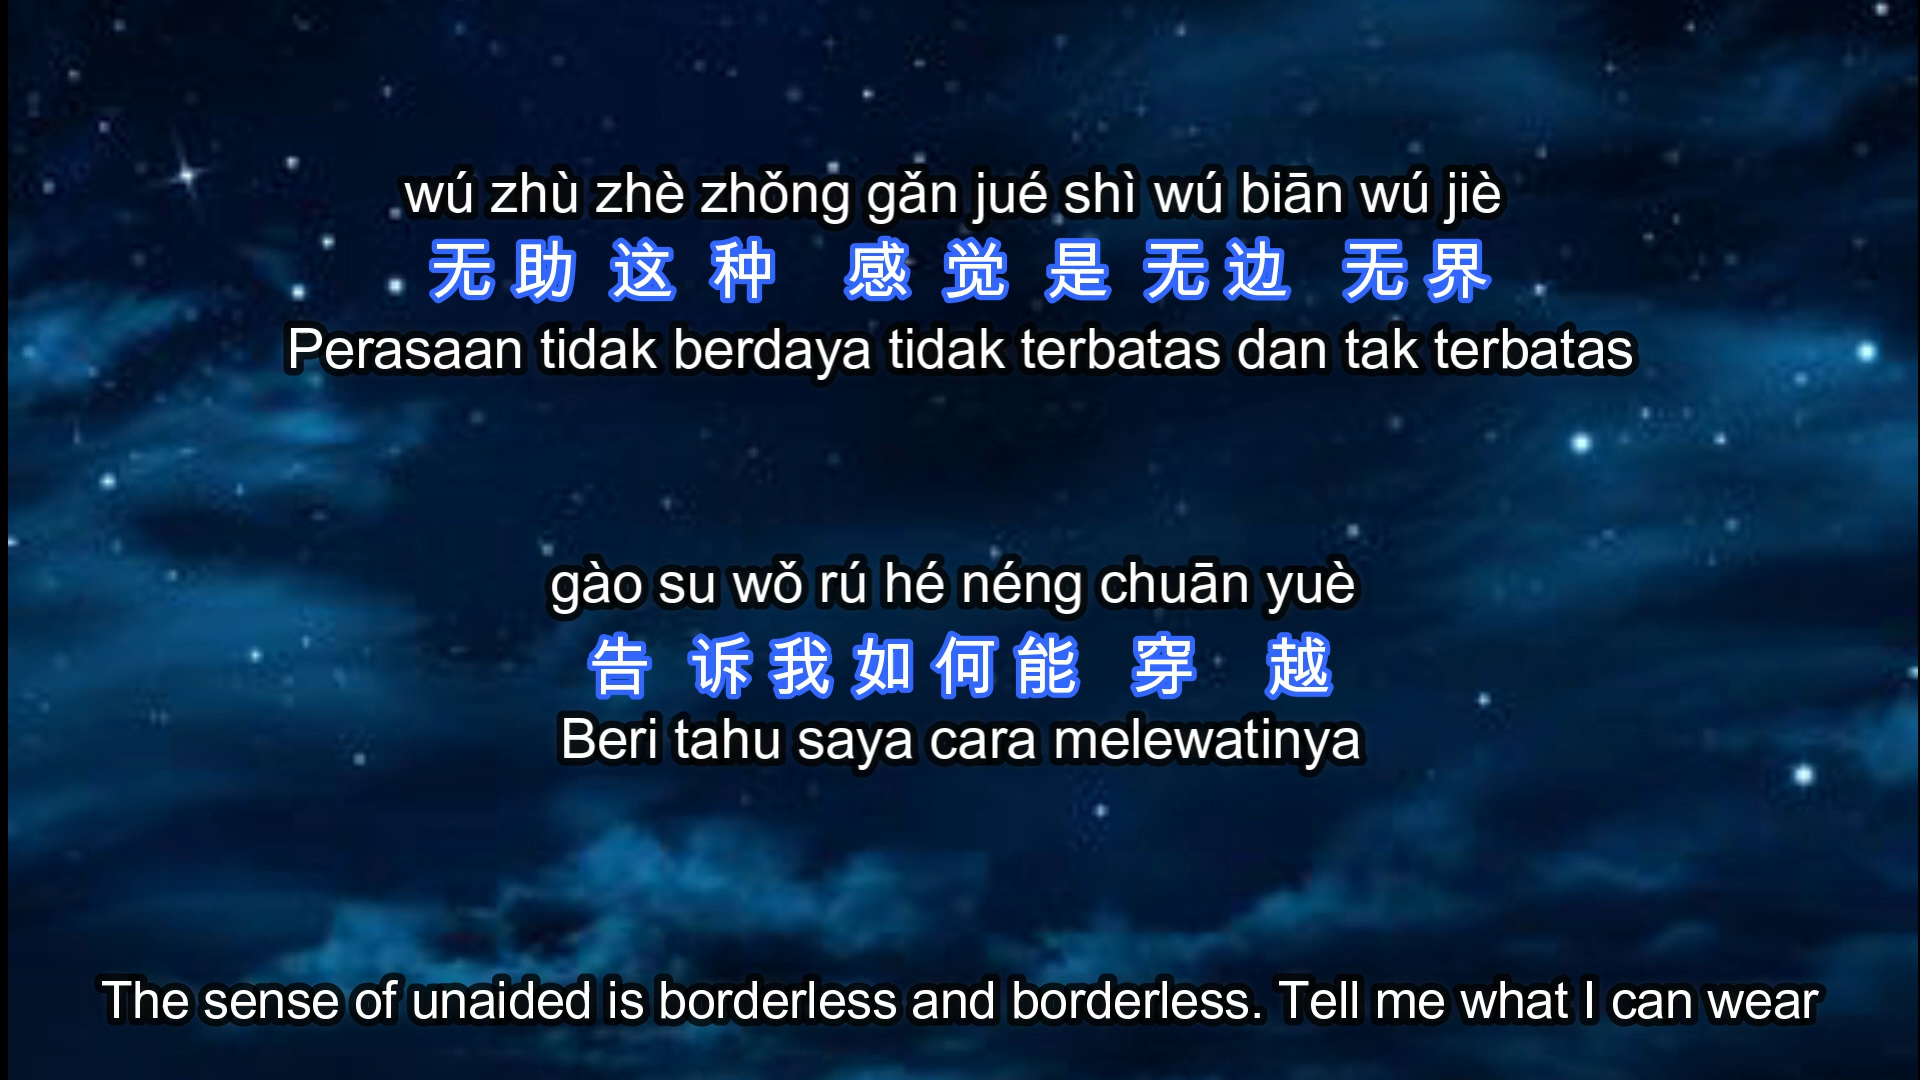 wú zhù zhè zhǒng gǎn jué shì wú biān wú jiè
无助这种感觉是无边无界
Perasaan tidak berdaya tidak terbatas dan tak terbatas
gào su wǒ rú hé néng chuān yuè
告诉我如何能穿越
Beri tahu saya cara melewatinya
The sense of unaided is borderless and borderless. Tell me what I can wear